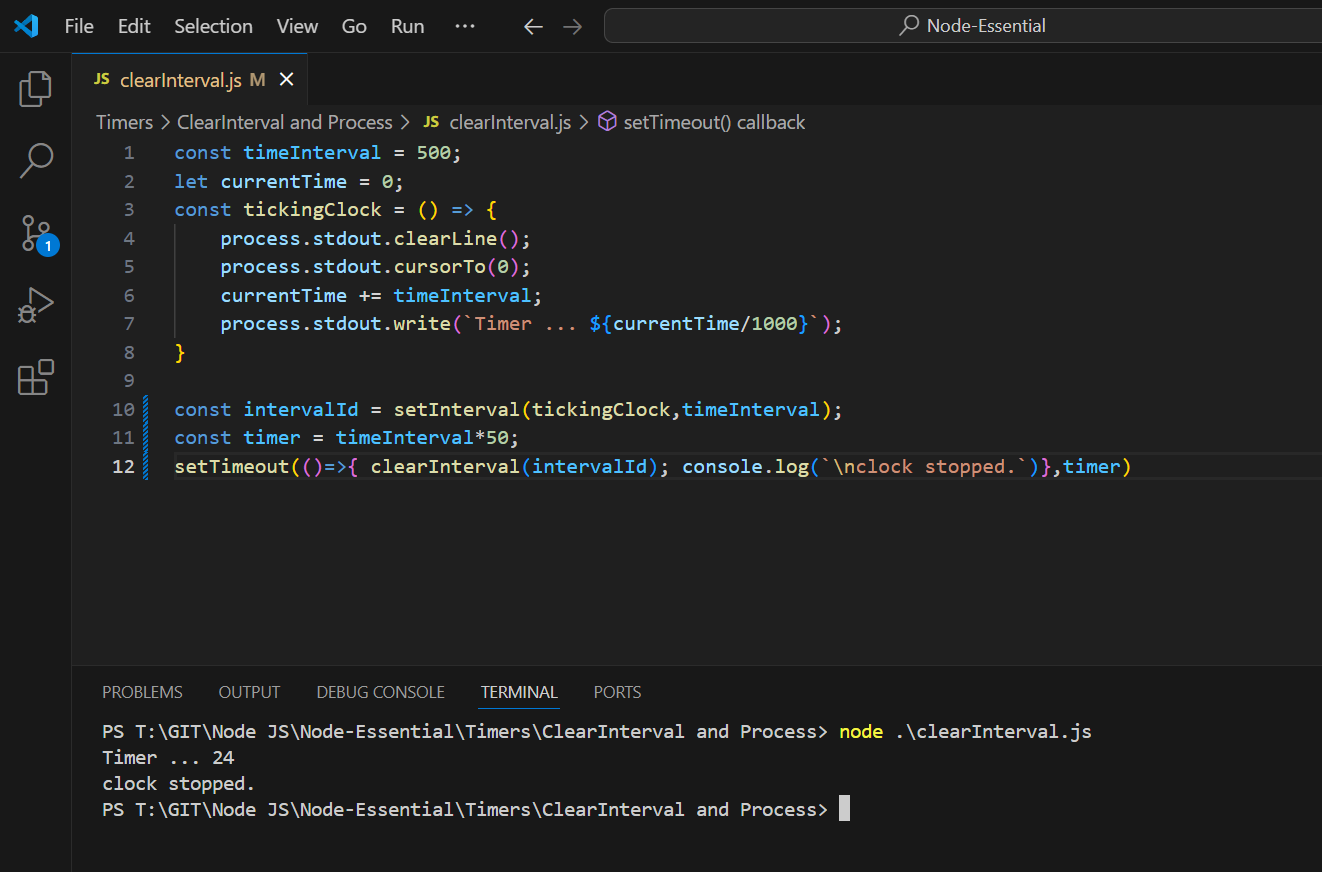 File Edit Selection View Go Run ··· ← → Node-Essential
JS clearInterval.js M ×
Timers > ClearInterval and Process > JS clearInterval.js > setTimeout() callback
1 const timeInterval = 500;
2 let currentTime = 0;
3 const tickingClock = () => {
4     process.stdout.clearLine();
5     process.stdout.cursorTo(0);
6     currentTime += timeInterval;
7     process.stdout.write(`Timer ... ${currentTime/1000}`);
8 }
9
10 const intervalId = setInterval(tickingClock,timeInterval);
11 const timer = timeInterval*50;
12 setTimeout(()=>{ clearInterval(intervalId); console.log(`\nclock stopped.`)},timer)
1
PROBLEMS OUTPUT DEBUG CONSOLE TERMINAL PORTS
PS T:\GIT\Node JS\Node-Essential\Timers\ClearInterval and Process> node .\clearInterval.js
Timer ... 24
clock stopped.
PS T:\GIT\Node JS\Node-Essential\Timers\ClearInterval and Process>